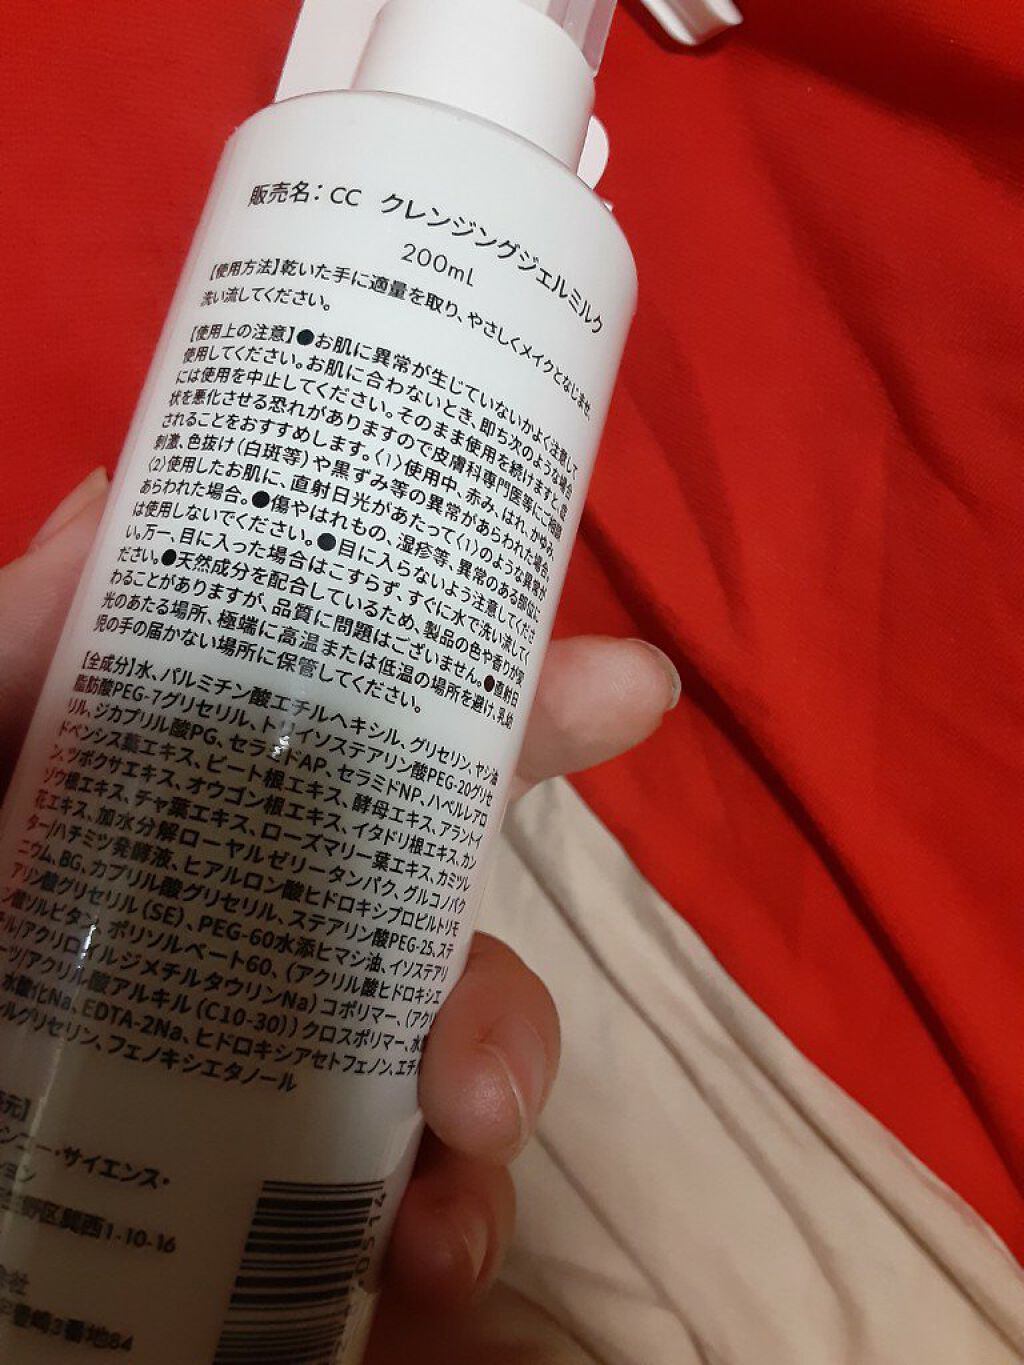 販売名：CC クレンジングジェルミルク
200mL
【使用方法】乾いた手に適量を取り、やさしくメイクとなじませ、
洗い流してください。
【使用上の注意】●お肌に異常が生じていないかよく注意して
使用してください。お肌に合わないとき、即ち次のような場合
には使用を中止してください。そのまま使用を続けますと、症
状を悪化させる恐れがありますので皮膚科専門医等にご相談
されることをおすすめします。〈1〉使用中、赤み、はれ、かゆみ、
刺激、色抜け（白斑等）や黒ずみ等の異常があらわれた場合。
〈2〉使用したお肌に、直射日光があたって〈1〉のような異常が
あらわれた場合。●傷やはれもの、湿疹等、異常のある部位に
は使用しないでください。●目に入らないよう注意してくださ
い。万一、目に入った場合はこすらず、すぐに水で洗い流してく
ださい。●天然成分を配合しているため、製品の色や香りが変
わることがありますが、品質に問題はございません。●直射日
光のあたる場所、極端に高温または低温の場所を避け、乳幼
児の手の届かない場所に保管してください。
【全成分】水、パルミチン酸エチルヘキシル、グリセリン、ヤシ油
脂肪酸PEG-7グリセリル、トリイソステアリン酸PEG-20グリセ
リル、ジカプリル酸PG、セラミドAP、セラミドNP、ハベルレアロ
ドペンシス葉エキス、ビート根エキス、酵母エキス、アラントイ
ン、ツボクサエキス、オウゴン根エキス、イタドリ根エキス、カン
ゾウ根エキス、チャ葉エキス、ローズマリー葉エキス、カミツレ
花エキス、加水分解ローヤルゼリータンパク、グルコノバク
ター/ハチミツ発酵液、ヒアルロン酸ヒドロキシプロピルトリモ
ニウム、BG、カプリル酸グリセリル、ステアリン酸PEG-25、ステ
アリン酸グリセリル（SE）、PEG-60水添ヒマシ油、イソステアリ
ン酸ソルビタン、ポリソルベート60、（アクリル酸ヒドロキシエ
チル/アクリロイルジメチルタウリンNa）コポリマー、（アクリ
ーツ/アクリル酸アルキル（C10-30））クロスポリマー、水
水酸化Na、EDTA-2Na、ヒドロキシアセトフェノン、エチ
ルグリセリン、フェノキシエタノール
元】
サイエンス・
ション
野区巽西1-10-16
会社
豊崎3番地84